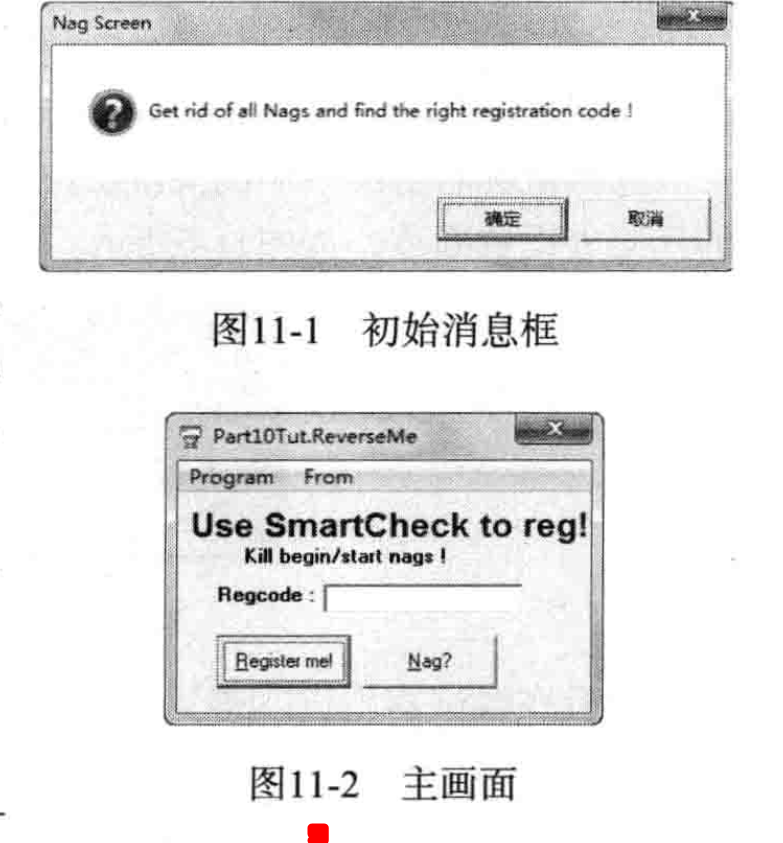 Nag Screen
Get rid of all Nags and find the right registration code !
确定 取消
图11-1 初始消息框
Part10Tut.ReverseMe
Program From
Use SmartCheck to reg!
Kill begin/start nags !
Regcode :
Register me! Nag?
图11-2 主画面